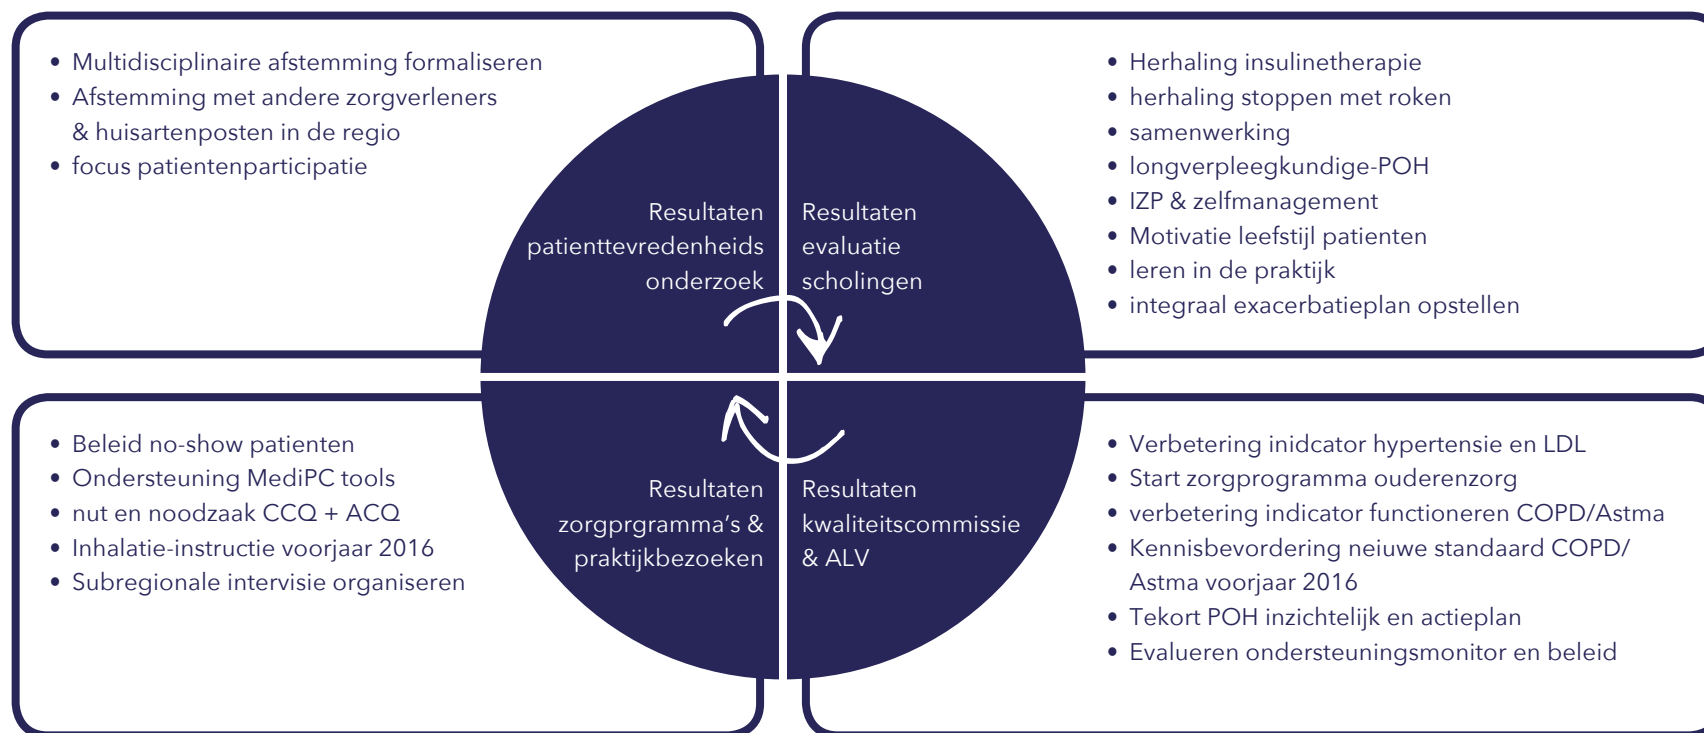 • Multidisciplinaire afstemming formaliseren
• Afstemming met andere zorgverleners
& huisartenposten in de regio
• focus patientenparticipatie
Resultaten
patienttevredenheids
onderzoek
Resultaten
evaluatie
scholingen
• Herhaling insulinetherapie
• herhaling stoppen met roken
• samenwerking
• longverpleegkundige-POH
• IZP & zelfmanagement
• Motivatie leefstijl patienten
• leren in de praktijk
• integraal exacerbatieplan opstellen
• Beleid no-show patienten
• Ondersteuning MediPC tools
• nut en noodzaak CCQ + ACQ
• Inhalatie-instructie voorjaar 2016
• Subregionale intervisie organiseren
Resultaten
zorgprgramma's &
praktijkbezoeken
Resultaten
kwaliteitscommissie
& ALV
• Verbetering inidcator hypertensie en LDL
• Start zorgprogramma ouderenzorg
• verbetering indicator functioneren COPD/Astma
• Kennisbevordering neiuwe standaard COPD/
Astma voorjaar 2016
• Tekort POH inzichtelijk en actieplan
• Evalueren ondersteuningsmonitor en beleid